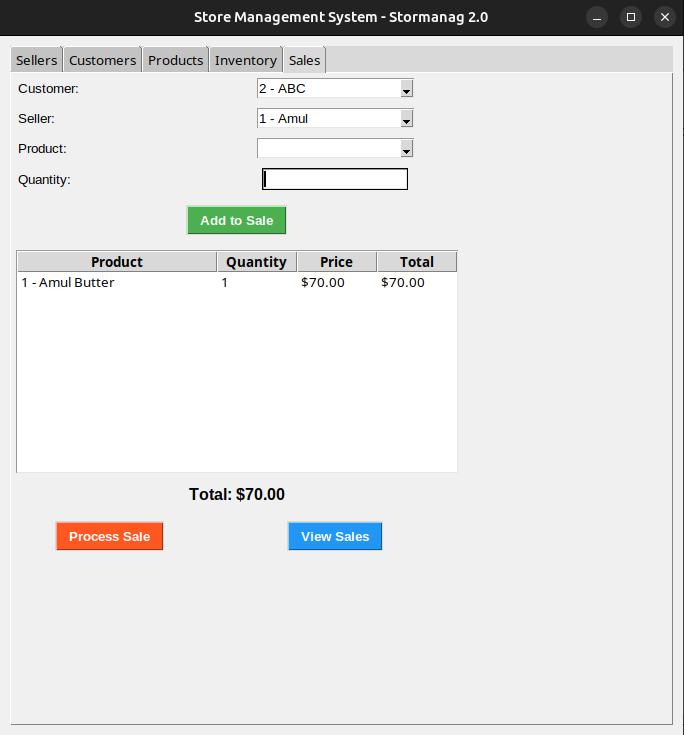 Store Management System - Stormanag 2.0
Sellers Customers Products Inventory Sales
Customer: 2 - ABC
Seller: 1 - Amul
Product:
Quantity:
Add to Sale
Product Quantity Price Total
1 - Amul Butter 1 $70.00 $70.00
Total: $70.00
Process Sale View Sales